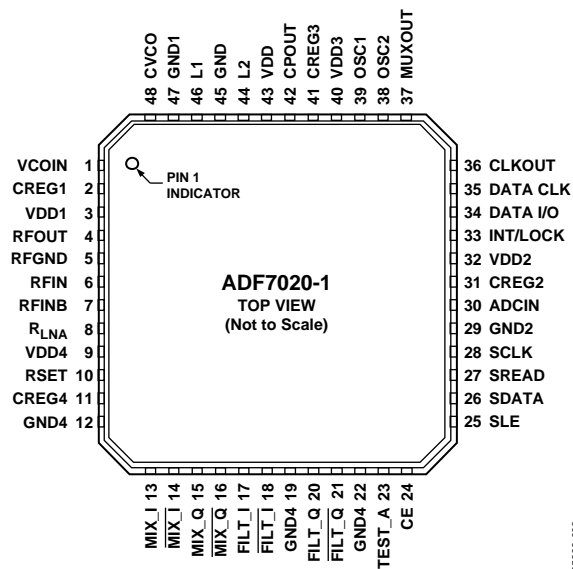 48 CVCO
47 GND1
46 L1
45 GND
44 L2
43 VDD
42 CPOUT
41 CREG3
40 VDD3
39 OSC1
38 OSC2
37 MUXOUT
VCOIN 1
CREG1 2
VDD1 3
RFOUT 4
RFGND 5
RFIN 6
RFINB 7
RLNA 8
VDD4 9
RSET 10
CREG4 11
GND4 12
PIN 1
INDICATOR
ADF7020-1
TOP VIEW
(Not to Scale)
36 CLKOUT
35 DATA CLK
34 DATA I/O
33 INT/LOCK
32 VDD2
31 CREG2
30 ADCIN
29 GND2
28 SCLK
27 SREAD
26 SDATA
25 SLE
MIX_I 13
MIX_I 14
MIX_Q 15
MIX_Q 16
FILT_I 17
FILT_I 18
GND4 19
FILT_Q 20
FILT_Q 21
GND4 22
TEST_A 23
CE 24